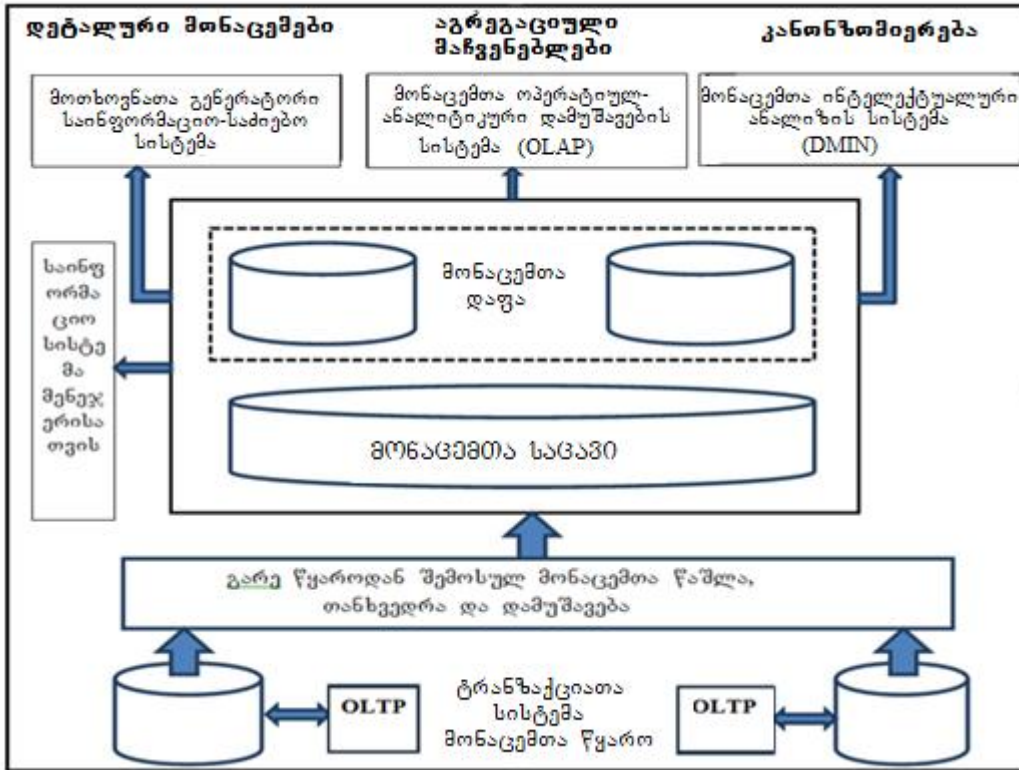 დეტალური მონაცემები
აგრეგაციული
მაჩვენებლები
კანონზომიერება
მოთხოვნათა გენერატორი
საინფორმაციო-საძიებო
სისტემა
მონაცემთა ოპერატიულ-
ანალიტიკური დამუშავების
სისტემა (OLAP)
მონაცემთა ინტელექტუალური
ანალიზის სისტემა
(DMIN)
საინფ
ორმა
ციო
სისტე
მა
მენეჯ
ერისა
თვის
მონაცემთა
დაფა
მონაცემთა საცავი
გარე წყაროდან შემოსულ მონაცემთა წაშლა,
თანხვედრა და დამუშავება
OLTP
ტრანზაქციათა
სისტემა
მონაცემთა წყარო
OLTP